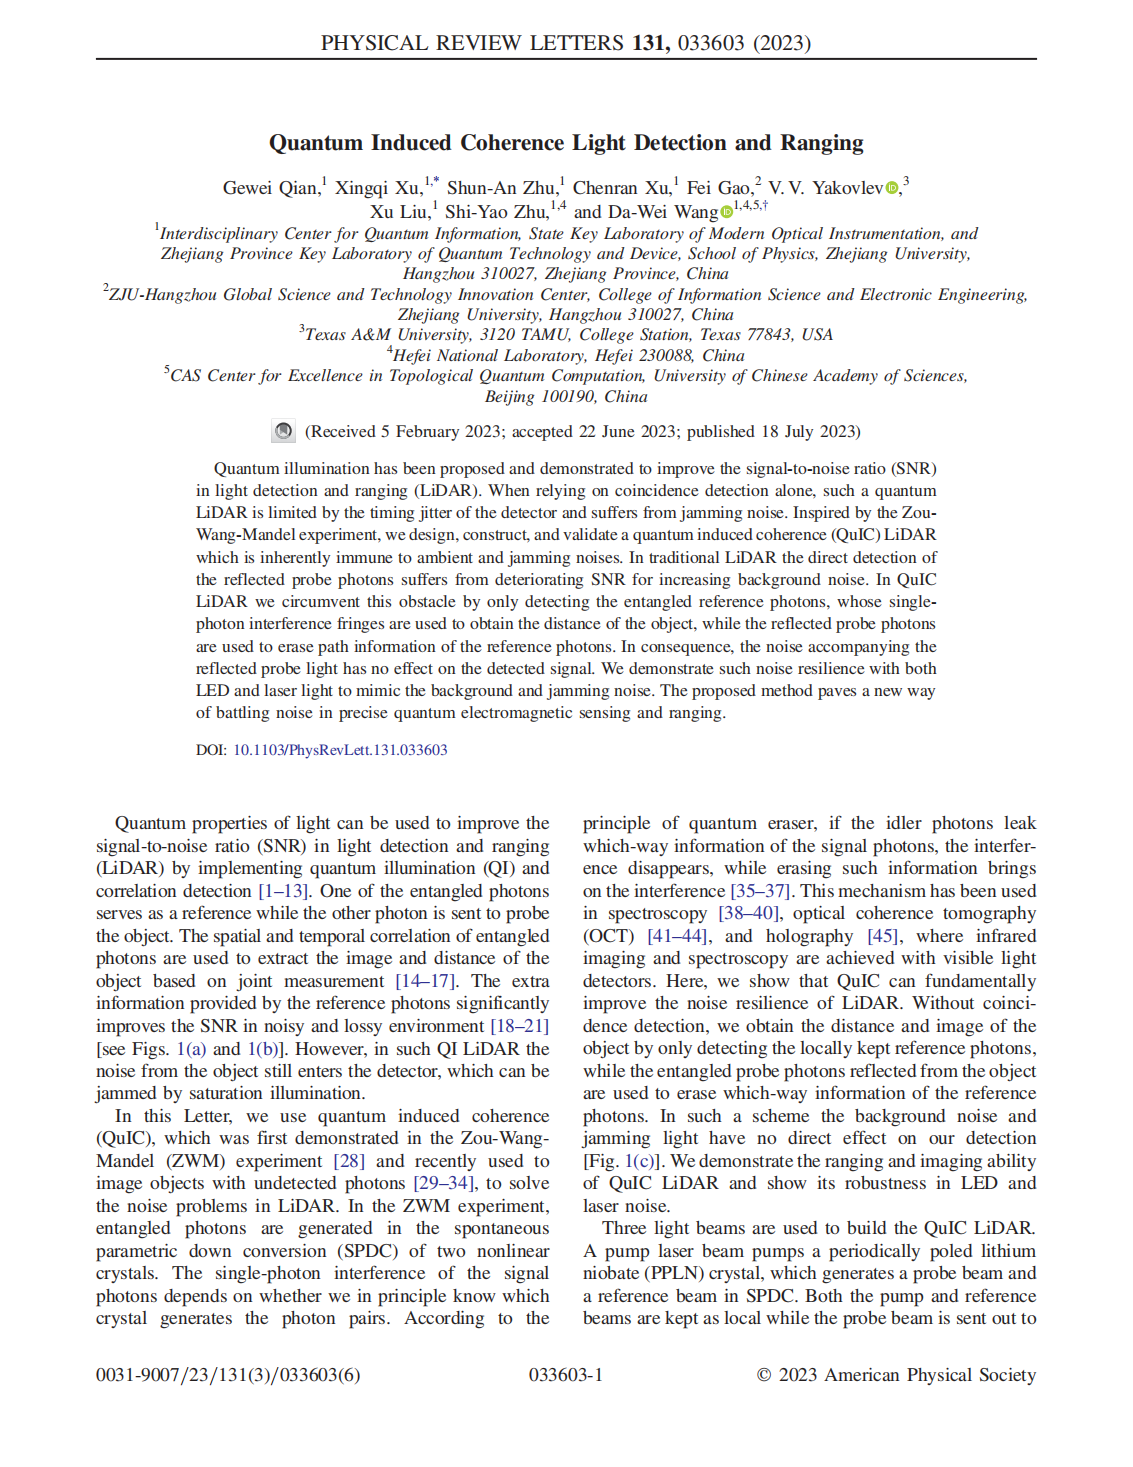 PHYSICAL REVIEW LETTERS 131, 033603 (2023)
Quantum Induced Coherence Light Detection and Ranging
Gewei Qian,1 Xingqi Xu,1,* Shun-An Zhu,1 Chenran Xu,1 Fei Gao,2 V. V. Yakovlev,3
Xu Liu,1 Shi-Yao Zhu,1,4 and Da-Wei Wang1,4,5,†
1Interdisciplinary Center for Quantum Information, State Key Laboratory of Modern Optical Instrumentation, and
Zhejiang Province Key Laboratory of Quantum Technology and Device, School of Physics, Zhejiang University,
Hangzhou 310027, Zhejiang Province, China
2ZJU-Hangzhou Global Science and Technology Innovation Center, College of Information Science and Electronic Engineering,
Zhejiang University, Hangzhou 310027, China
3Texas A&M University, 3120 TAMU, College Station, Texas 77843, USA
4Hefei National Laboratory, Hefei 230088, China
5CAS Center for Excellence in Topological Quantum Computation, University of Chinese Academy of Sciences,
Beijing 100190, China
(Received 5 February 2023; accepted 22 June 2023; published 18 July 2023)
Quantum illumination has been proposed and demonstrated to improve the signal-to-noise ratio (SNR)
in light detection and ranging (LiDAR). When relying on coincidence detection alone, such a quantum
LiDAR is limited by the timing jitter of the detector and suffers from jamming noise. Inspired by the Zou-
Wang-Mandel experiment, we design, construct, and validate a quantum induced coherence (QuIC) LiDAR
which is inherently immune to ambient and jamming noises. In traditional LiDAR the direct detection of
the reflected probe photons suffers from deteriorating SNR for increasing background noise. In QuIC
LiDAR we circumvent this obstacle by only detecting the entangled reference photons, whose single-
photon interference fringes are used to obtain the distance of the object, while the reflected probe photons
are used to erase path information of the reference photons. In consequence, the noise accompanying the
reflected probe light has no effect on the detected signal. We demonstrate such noise resilience with both
LED and laser light to mimic the background and jamming noise. The proposed method paves a new way
of battling noise in precise quantum electromagnetic sensing and ranging.
DOI: 10.1103/PhysRevLett.131.033603
Quantum properties of light can be used to improve the
signal-to-noise ratio (SNR) in light detection and ranging
(LiDAR) by implementing quantum illumination (QI) and
correlation detection [1–13]. One of the entangled photons
serves as a reference while the other photon is sent to probe
the object. The spatial and temporal correlation of entangled
photons are used to extract the image and distance of the
object based on joint measurement [14–17]. The extra
information provided by the reference photons significantly
improves the SNR in noisy and lossy environment [18–21]
[see Figs. 1(a) and 1(b)]. However, in such QI LiDAR the
noise from the object still enters the detector, which can be
jammed by saturation illumination.
In this Letter, we use quantum induced coherence
(QuIC), which was first demonstrated in the Zou-Wang-
Mandel (ZWM) experiment [28] and recently used to
image objects with undetected photons [29–34], to solve
the noise problems in LiDAR. In the ZWM experiment,
entangled photons are generated in the spontaneous
parametric down conversion (SPDC) of two nonlinear
crystals. The single-photon interference of the signal
photons depends on whether we in principle know which
crystal generates the photon pairs. According to the
principle of quantum eraser, if the idler photons leak
which-way information of the signal photons, the interfer-
ence disappears, while erasing such information brings
on the interference [35–37]. This mechanism has been used
in spectroscopy [38–40], optical coherence tomography
(OCT) [41–44], and holography [45], where infrared
imaging and spectroscopy are achieved with visible light
detectors. Here, we show that QuIC can fundamentally
improve the noise resilience of LiDAR. Without coinci-
dence detection, we obtain the distance and image of the
object by only detecting the locally kept reference photons,
while the entangled probe photons reflected from the object
are used to erase which-way information of the reference
photons. In such a scheme the background noise and
jamming light have no direct effect on our detection
[Fig. 1(c)]. We demonstrate the ranging and imaging ability
of QuIC LiDAR and show its robustness in LED and
laser noise.
Three light beams are used to build the QuIC LiDAR.
A pump laser beam pumps a periodically poled lithium
niobate (PPLN) crystal, which generates a probe beam and
a reference beam in SPDC. Both the pump and reference
beams are kept as local while the probe beam is sent out to
0031-9007/23/131(3)/033603(6)
033603-1
© 2023 American Physical Society